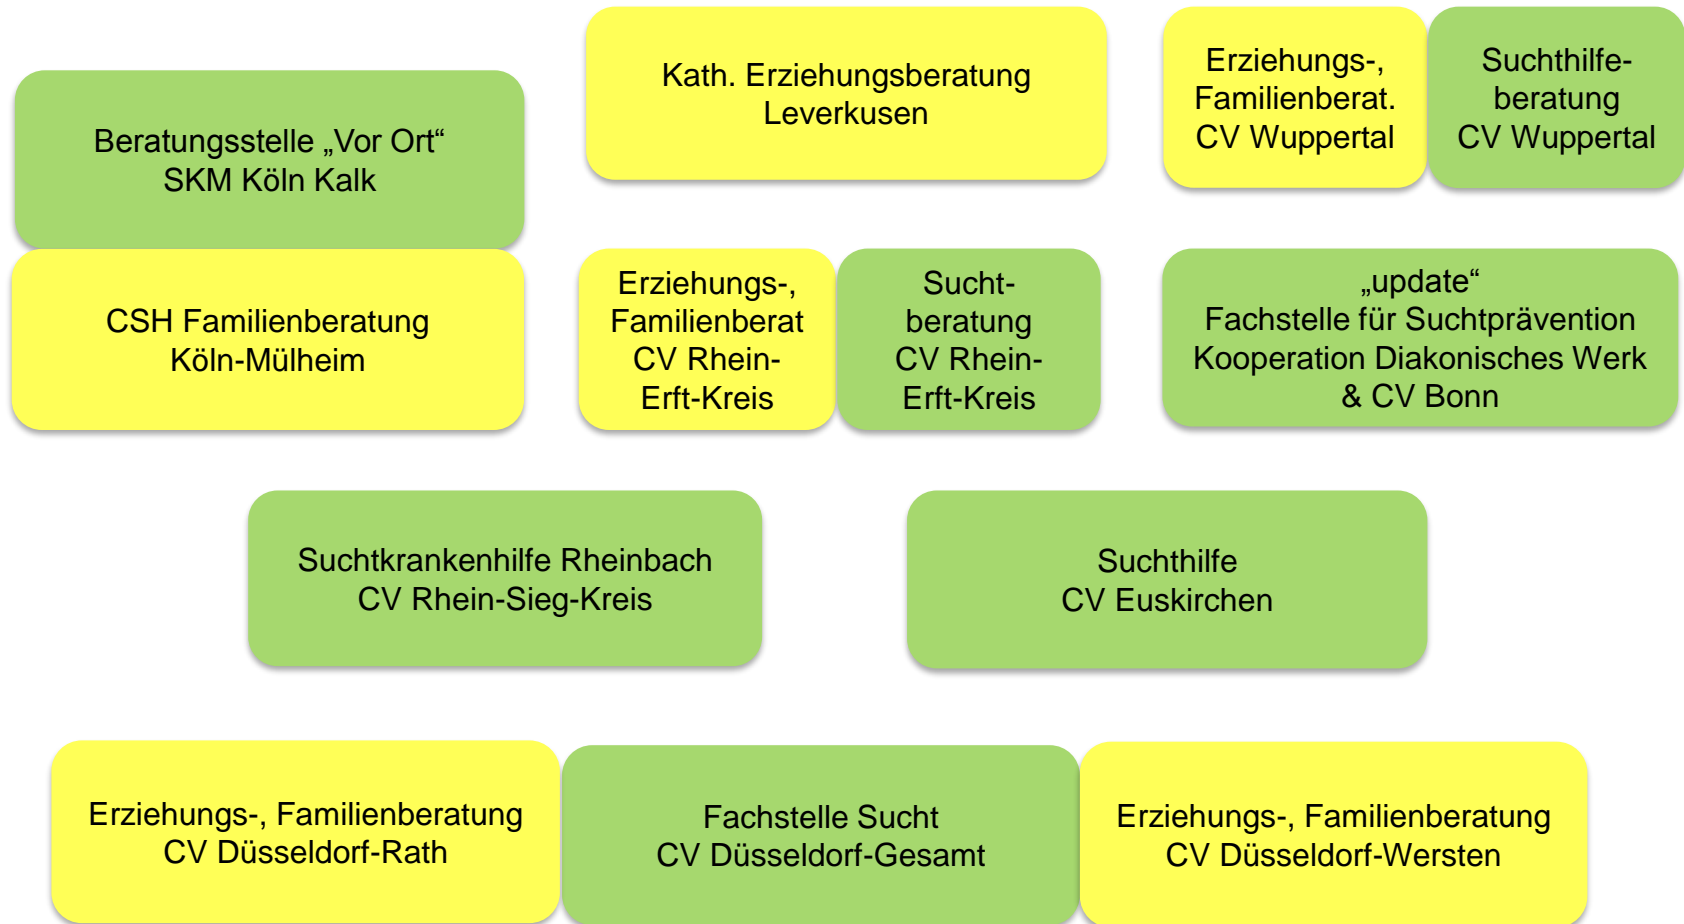 Beratungsstelle „Vor Ort“
SKM Köln Kalk
CSH Familienberatung
Köln-Mülheim
Kath. Erziehungsberatung
Leverkusen
Erziehungs-,
Familienberat.
CV Wuppertal
Suchthilfe-
beratung
CV Wuppertal
Erziehungs-,
Familienberat
CV Rhein-
Erft-Kreis
Sucht-
beratung
CV Rhein-
Erft-Kreis
„update“
Fachstelle für Suchtprävention
Kooperation Diakonisches Werk
& CV Bonn
Suchtkrankenhilfe Rheinbach
CV Rhein-Sieg-Kreis
Suchthilfe
CV Euskirchen
Erziehungs-, Familienberatung
CV Düsseldorf-Rath
Fachstelle Sucht
CV Düsseldorf-Gesamt
Erziehungs-, Familienberatung
CV Düsseldorf-Wersten